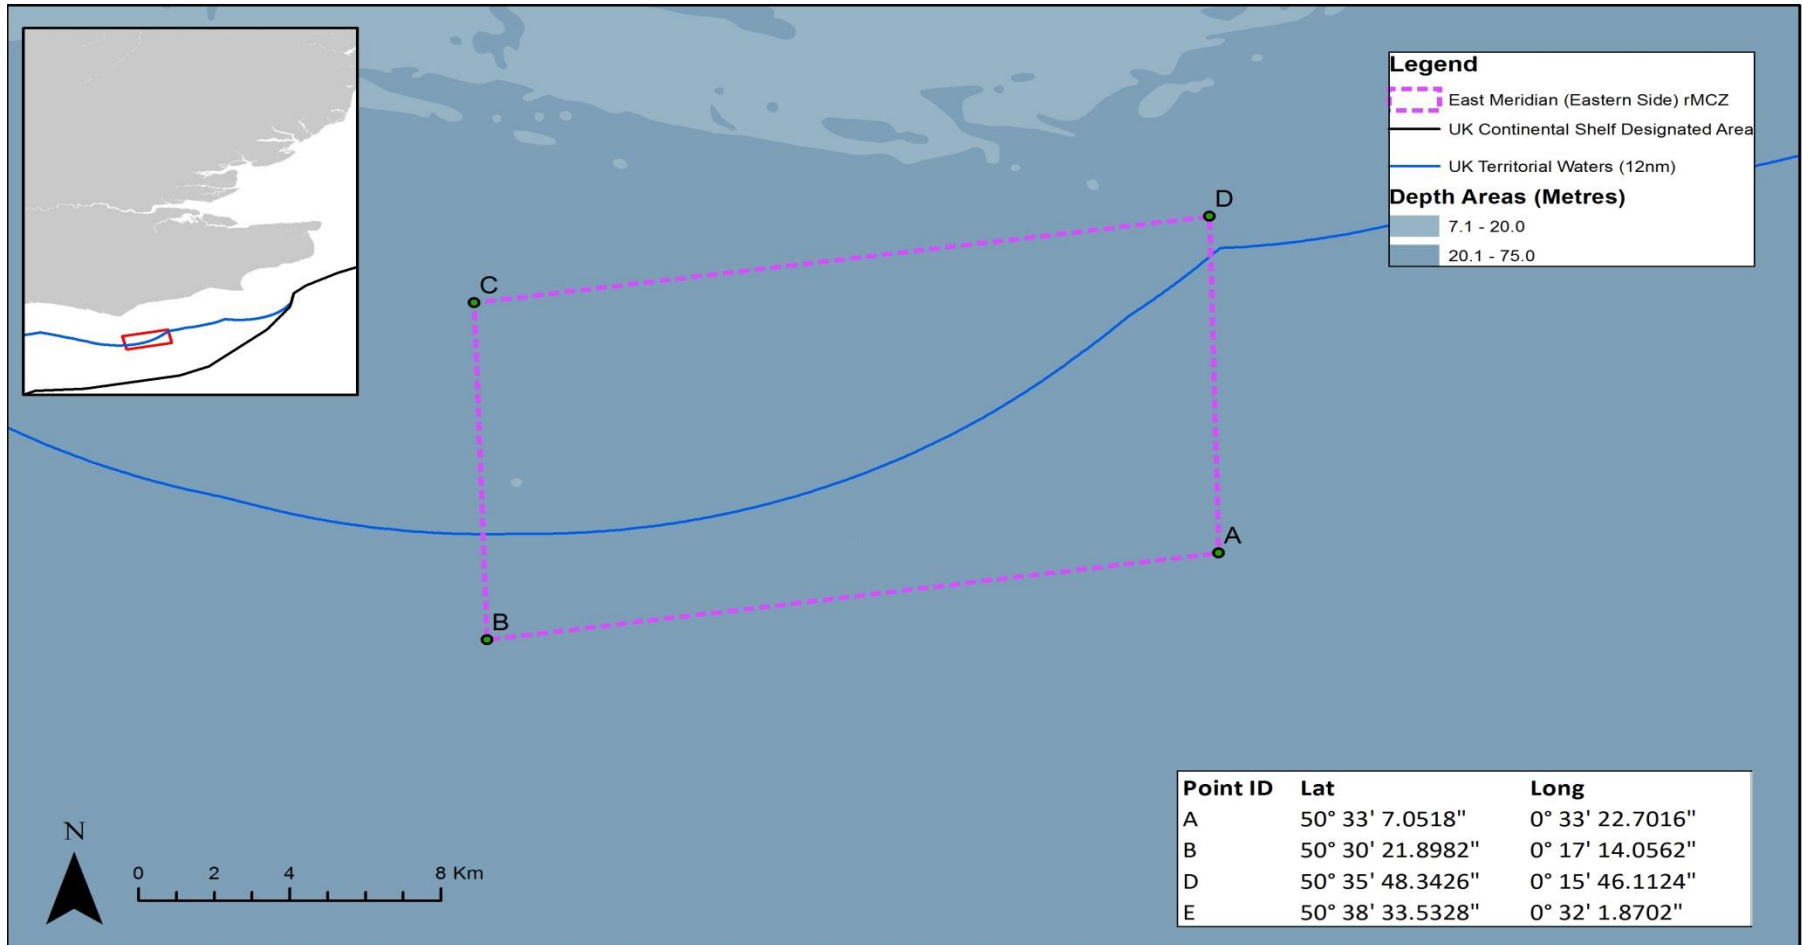 Legend
East Meridian (Eastern Side) rMCZ
UK Continental Shelf Designated Area
UK Territorial Waters (12nm)
Depth Areas (Metres)
7.1 - 20.0
20.1 - 75.0
D
C
A
B
N
0 2 4 8 Km
Point ID Lat Long
A 50° 33' 7.0518" 0° 33' 22.7016"
B 50° 30' 21.8982" 0° 17' 14.0562"
D 50° 35' 48.3426" 0° 15' 46.1124"
E 50° 38' 33.5328" 0° 32' 1.8702"